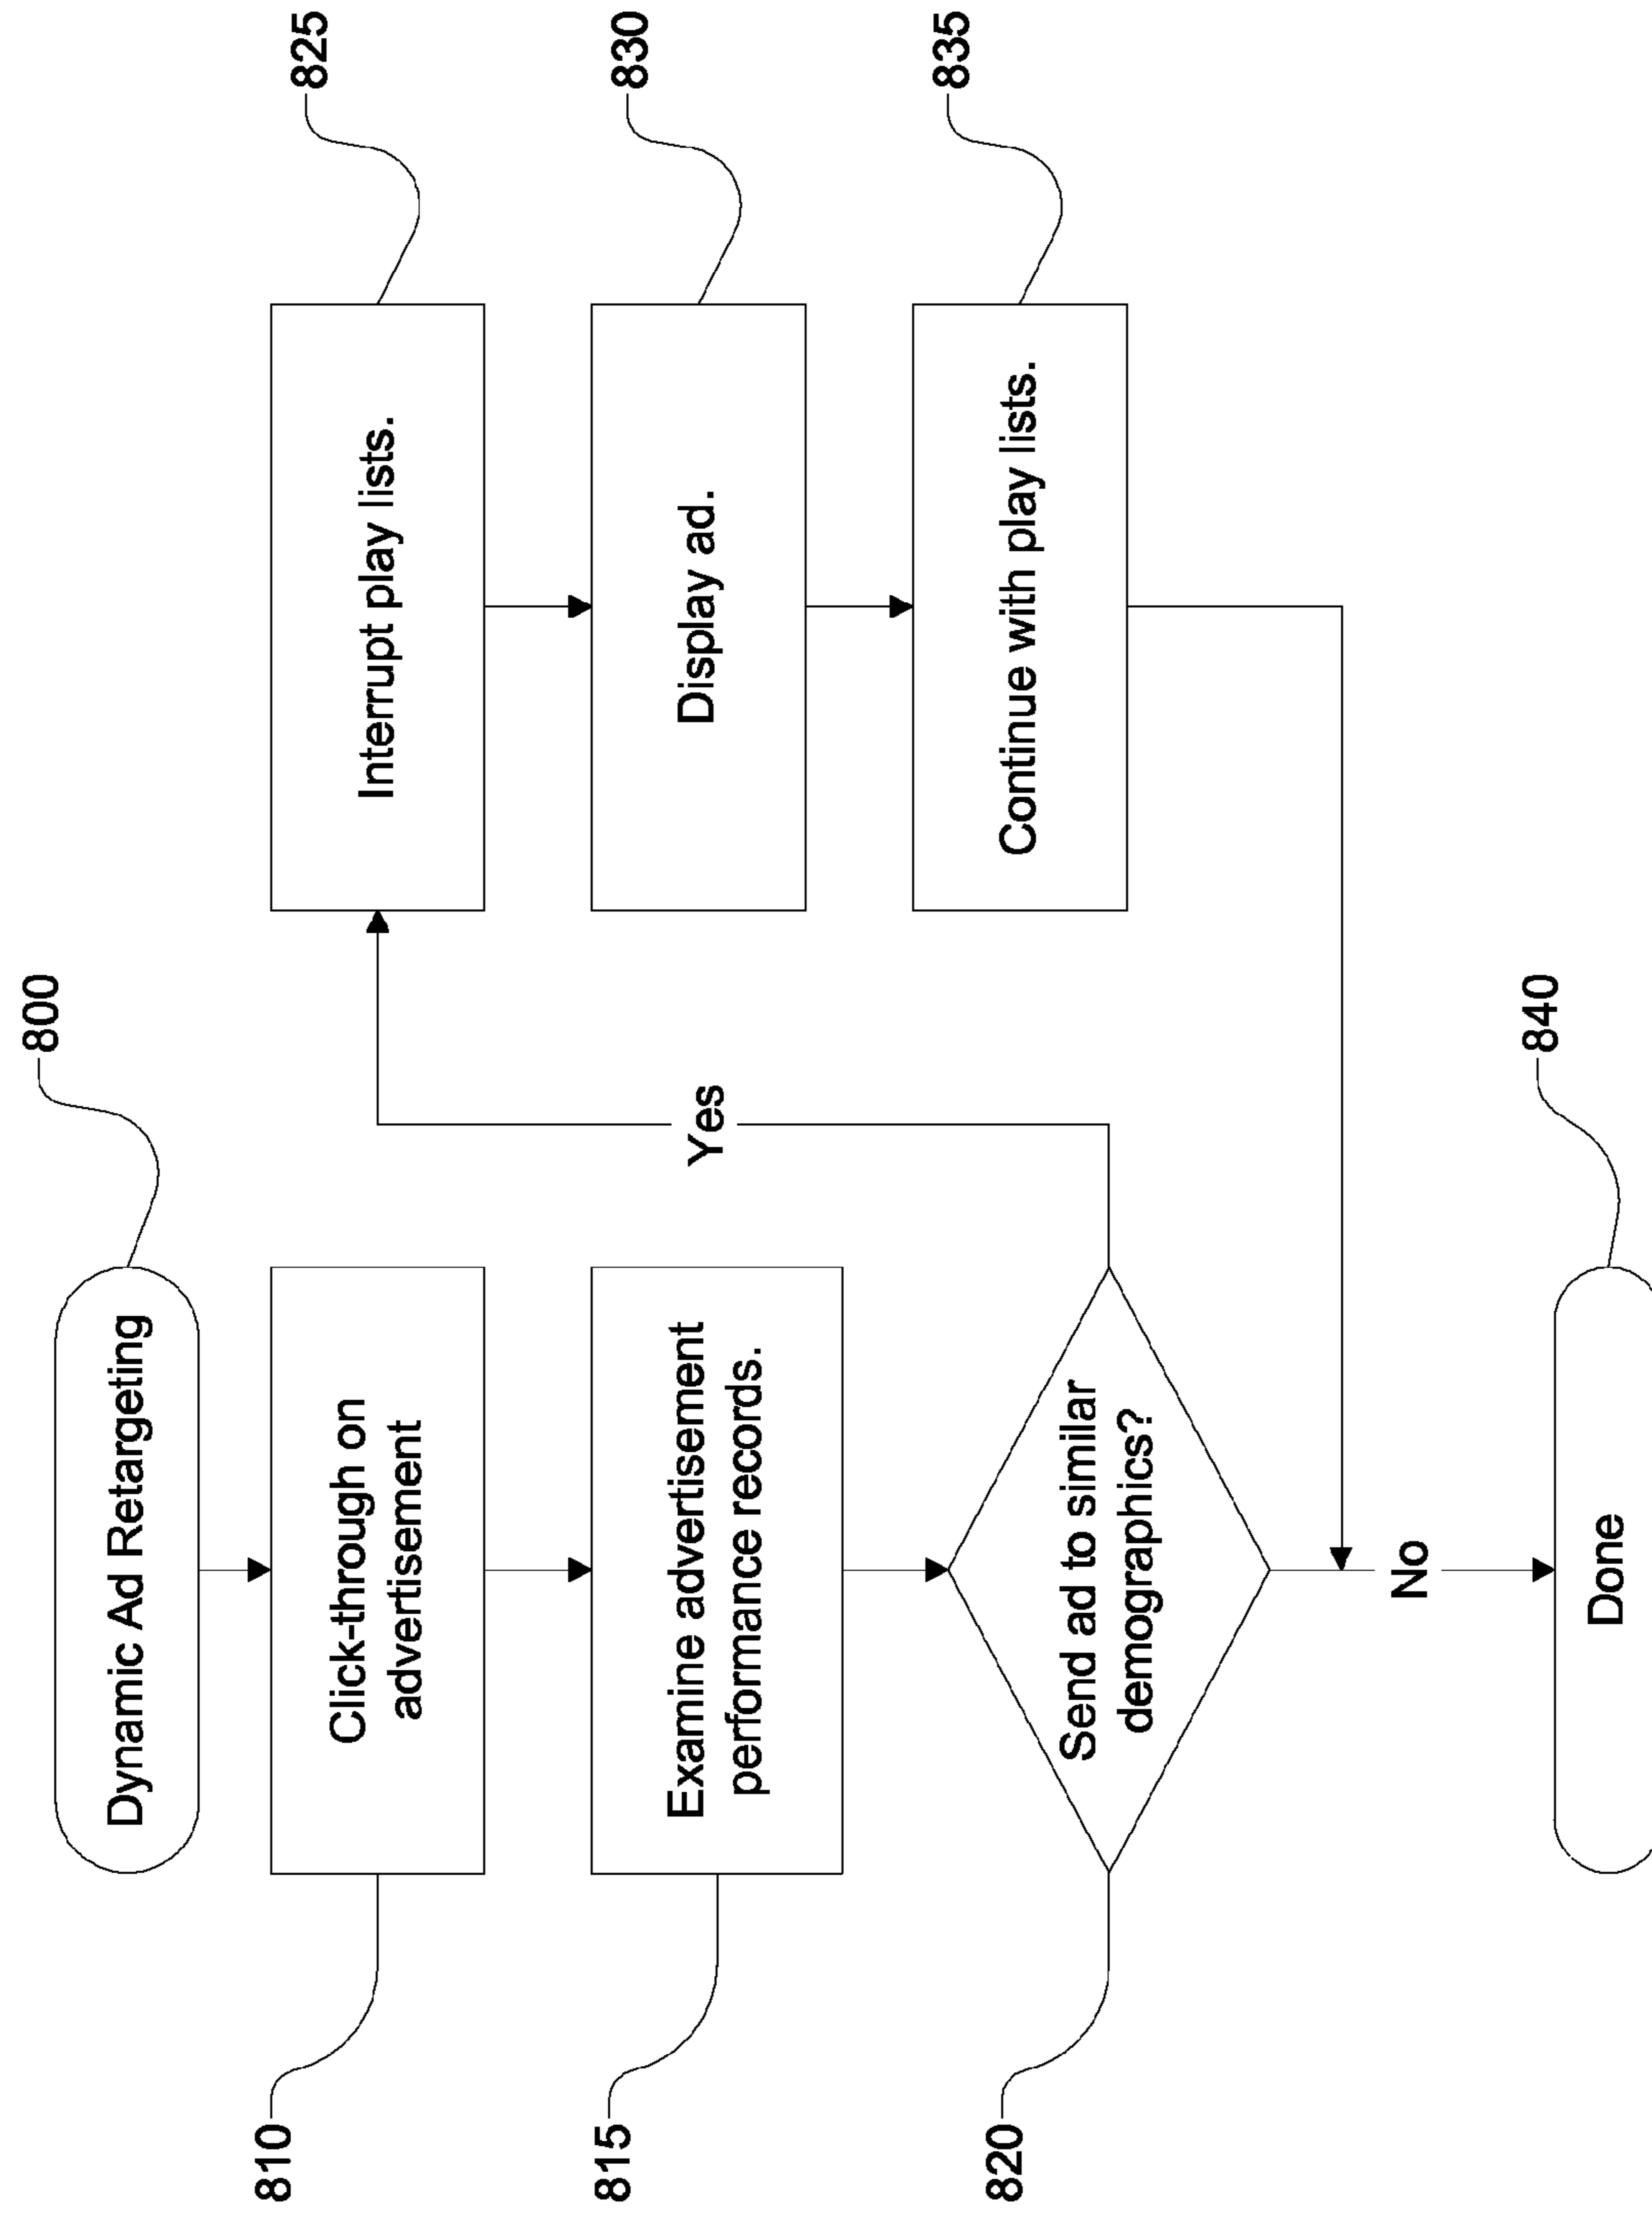 Dynamic Ad Retargeting
800
810
Click-through on
advertisement
815
Examine advertisement
performance records.
820
Send ad to similar
demographics?
Yes
Interrupt play lists.
825
Display ad.
830
Continue with play lists.
835
No
Done
840